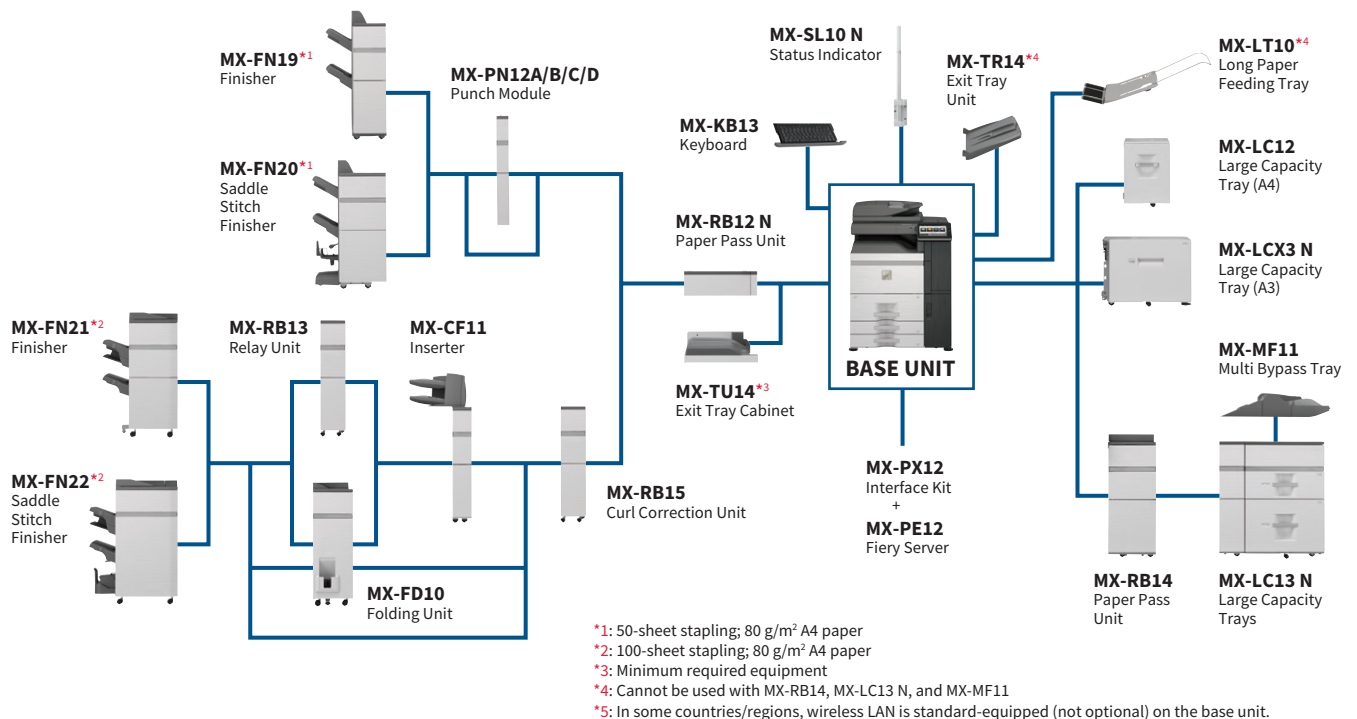 MX-FN19*1
Finisher
MX-PN12A/B/C/D
Punch Module
MX-FN20*1
Saddle
Stitch
Finisher
MX-SL10 N
Status Indicator
MX-TR14*4
Exit Tray
Unit
MX-LT10*4
Long Paper
Feeding Tray
MX-KB13
Keyboard
MX-LC12
Large Capacity
Tray (A4)
MX-RB12 N
Paper Pass Unit
MX-LCX3 N
Large Capacity
Tray (A3)
BASE UNIT
MX-TU14*3
Exit Tray Cabinet
MX-MF11
Multi Bypass Tray
MX-FN21*2
Finisher
MX-RB13
Relay Unit
MX-CF11
Inserter
MX-FN22*2
Saddle
Stitch
Finisher
MX-RB15
Curl Correction Unit
MX-FD10
Folding Unit
MX-PX12
Interface Kit
+
MX-PE12
Fiery Server
MX-RB14
Paper Pass
Unit
MX-LC13 N
Large Capacity
Trays
*1: 50-sheet stapling; 80 g/m² A4 paper
*2: 100-sheet stapling; 80 g/m² A4 paper
*3: Minimum required equipment
*4: Cannot be used with MX-RB14, MX-LC13 N, and MX-MF11
*5: In some countries/regions, wireless LAN is standard-equipped (not optional) on the base unit.